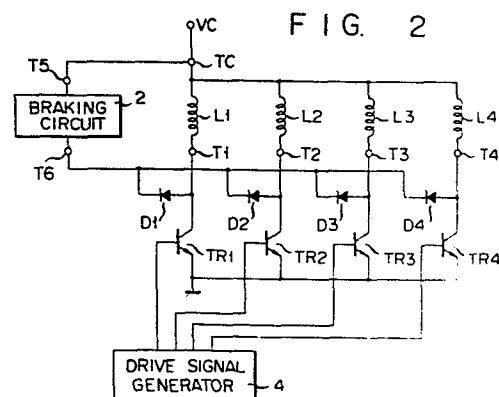 VC
FIG. 2
T5
TC
BRAKING
CIRCUIT
2
L1
L2
L3
L4
T6
T1
T2
T3
T4
D1
D2
D3
D4
TR1
TR2
TR3
TR4
DRIVE SIGNAL
GENERATOR
4